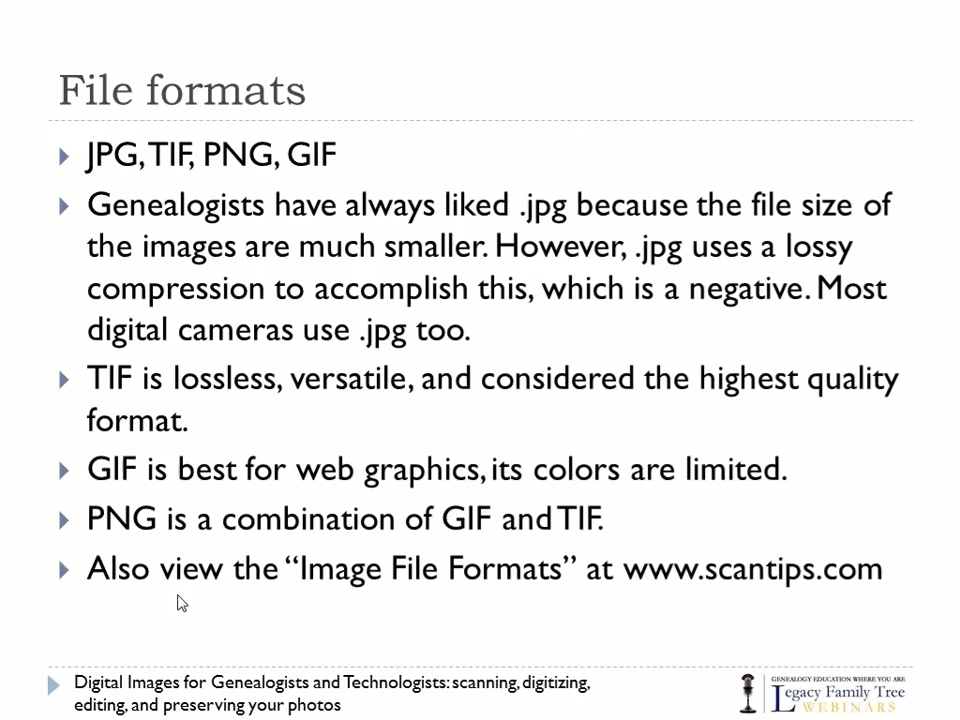 File formats
JPG, TIF, PNG, GIF
Genealogists have always liked .jpg because the file size of
the images are much smaller. However, .jpg uses a lossy
compression to accomplish this, which is a negative. Most
digital cameras use .jpg too.
TIF is lossless, versatile, and considered the highest quality
format.
GIF is best for web graphics, its colors are limited.
PNG is a combination of GIF and TIF.
Also view the “Image File Formats” at www.scantips.com
Digital Images for Genealogists and Technologists: scanning, digitizing,
editing, and preserving your photos
GENEALOGY EDUCATION WHERE YOU ARE
Legacy Family Tree
WEBINARS